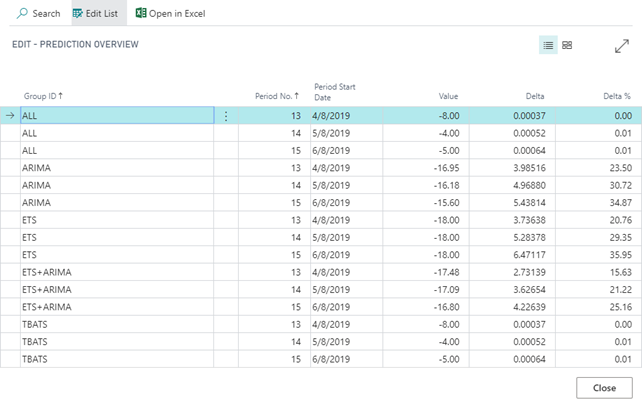 Search Edit List Open in Excel
EDIT - PREDICTION OVERVIEW
Group ID ↑ Period No. ↑ Period Start Date Value Delta Delta %
→ ALL 13 4/8/2019 -8.00 0.00037 0.00
ALL 14 5/8/2019 -4.00 0.00052 0.01
ALL 15 6/8/2019 -5.00 0.00064 0.01
ARIMA 13 4/8/2019 -16.95 3.98516 23.50
ARIMA 14 5/8/2019 -16.18 4.96880 30.72
ARIMA 15 6/8/2019 -15.60 5.43814 34.87
ETS 13 4/8/2019 -18.00 3.73638 20.76
ETS 14 5/8/2019 -18.00 5.28378 29.35
ETS 15 6/8/2019 -18.00 6.47117 35.95
ETS+ARIMA 13 4/8/2019 -17.48 2.73139 15.63
ETS+ARIMA 14 5/8/2019 -17.09 3.62654 21.22
ETS+ARIMA 15 6/8/2019 -16.80 4.22639 25.16
TBATS 13 4/8/2019 -8.00 0.00037 0.00
TBATS 14 5/8/2019 -4.00 0.00052 0.01
TBATS 15 6/8/2019 -5.00 0.00064 0.01
Close